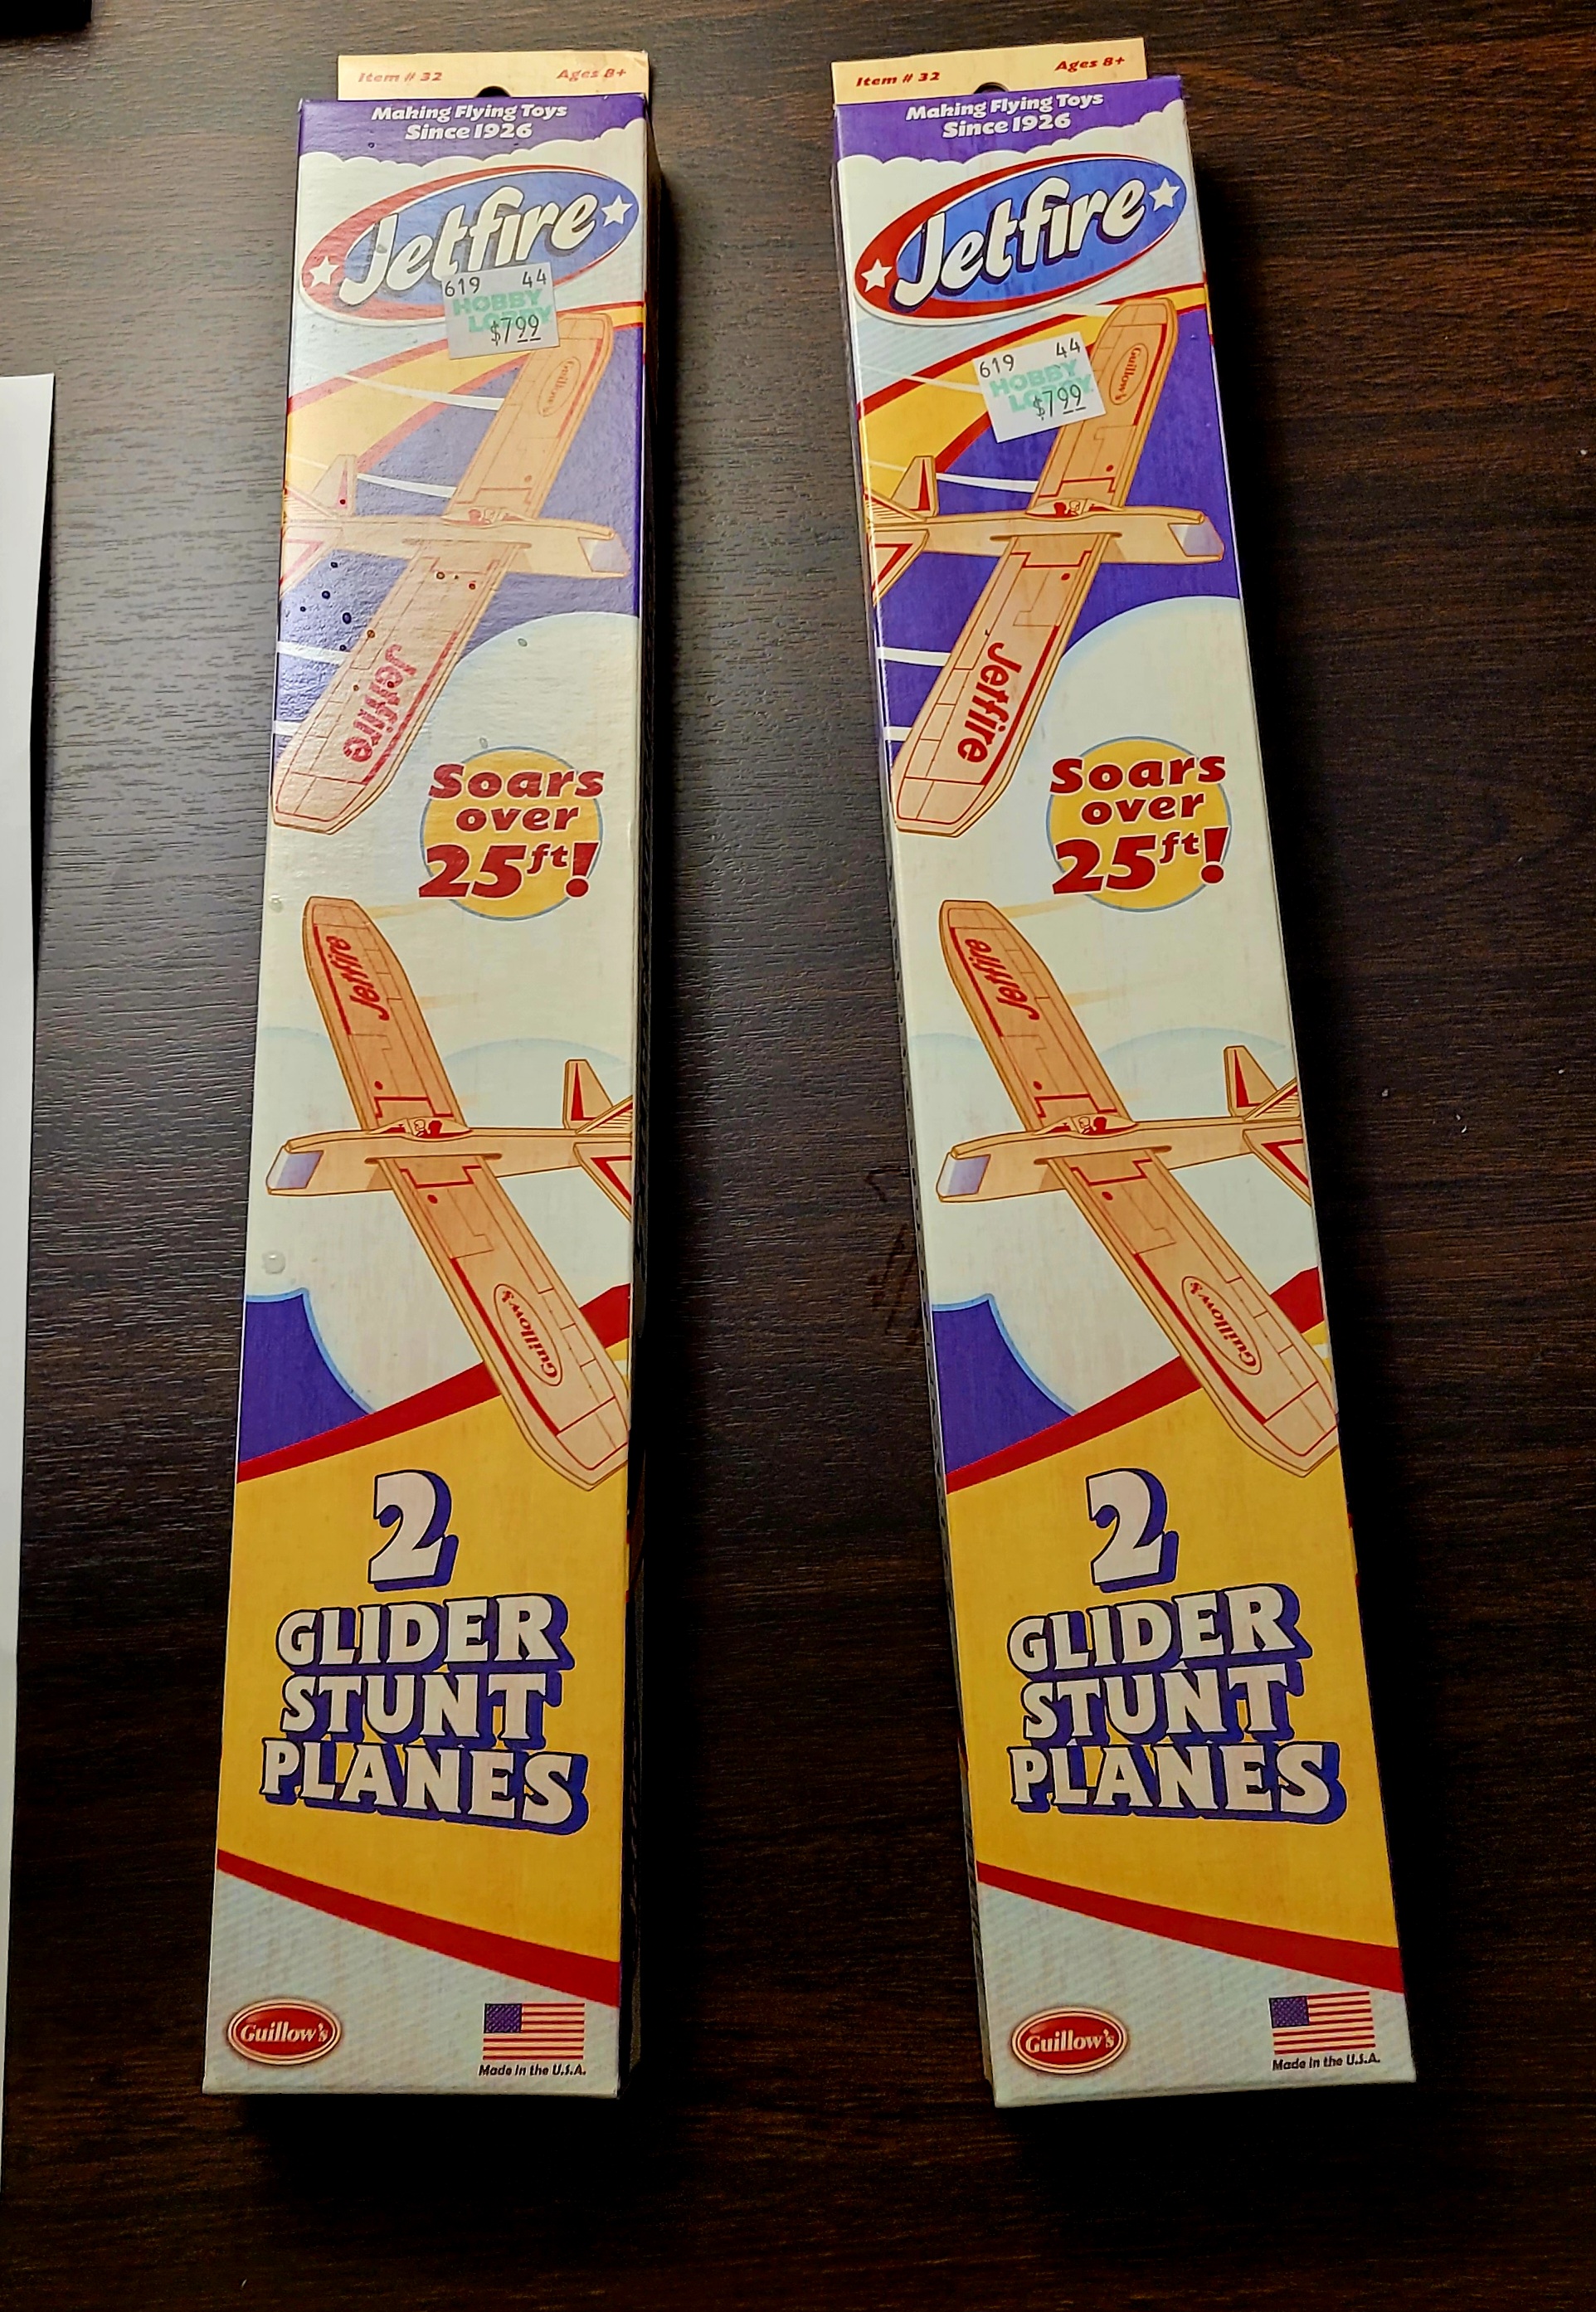 Item # 32 Ages 8+
Making Flying Toys
Since 1926
Jetfire
619 44
HOBBY
LOBBY
$7.99
Guillow's
Jetfire
Soars
over
25ft!
Jetfire
Guillow's
2
GLIDER
STUNT
PLANES
Guillow's
Made in the U.S.A.
Item # 32 Ages 8+
Making Flying Toys
Since 1926
Jetfire
619 44
HOBBY
LOBBY
$7.99
Guillow's
Jetfire
Soars
over
25ft!
Jetfire
Guillow's
2
GLIDER
STUNT
PLANES
Guillow's
Made in the U.S.A.